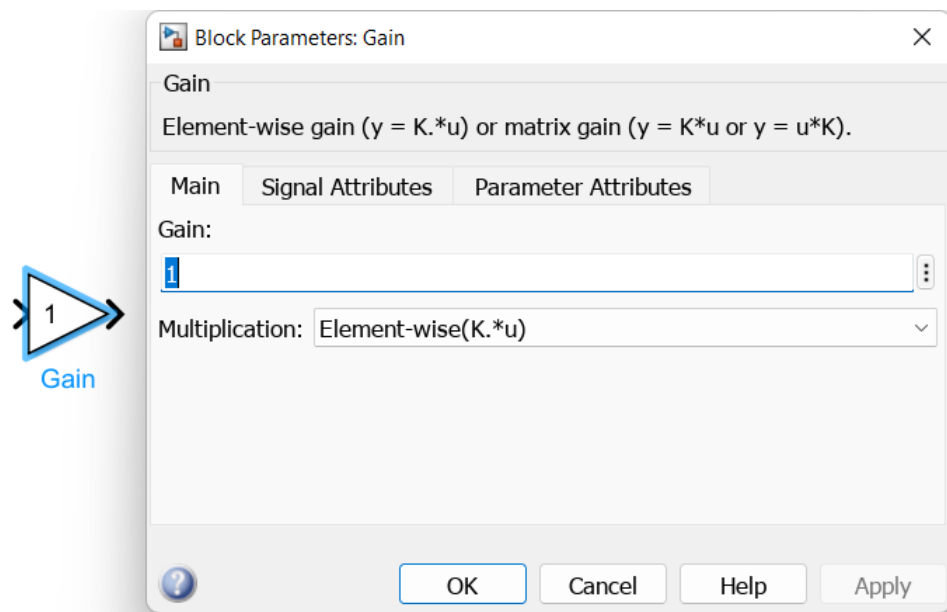 Block Parameters: Gain
Gain
Element-wise gain (y = K.*u) or matrix gain (y = K*u or y = u*K).
Main Signal Attributes Parameter Attributes
Gain:
1
Multiplication: Element-wise(K.*u)
1
Gain
OK Cancel Help Apply